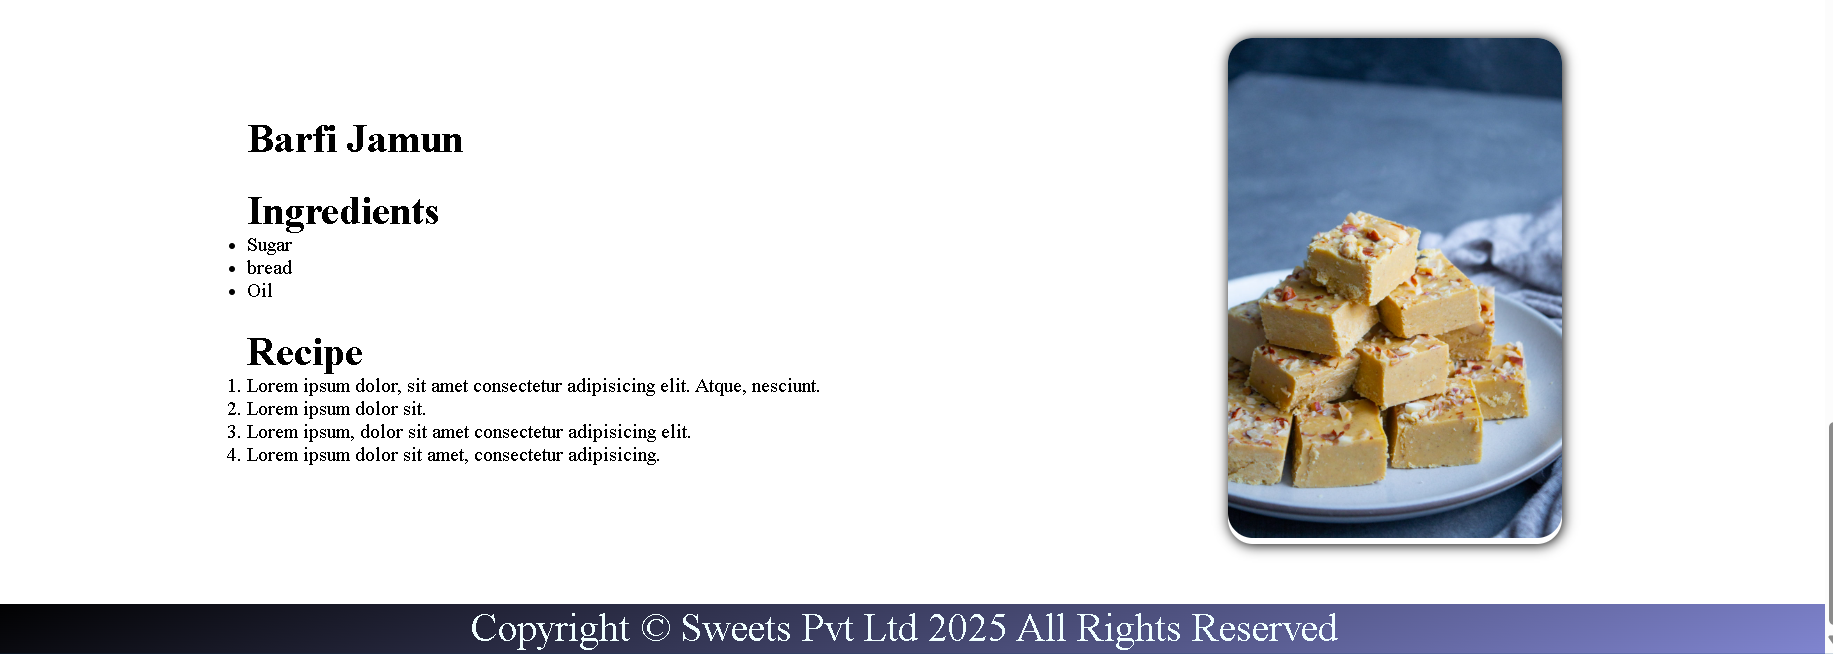 Barfi Jamun
Ingredients
• Sugar
• bread
• Oil
Recipe
1. Lorem ipsum dolor, sit amet consectetur adipisicing elit. Atque, nesciunt.
2. Lorem ipsum dolor sit.
3. Lorem ipsum, dolor sit amet consectetur adipisicing elit.
4. Lorem ipsum dolor sit amet, consectetur adipisicing.
Copyright © Sweets Pvt Ltd 2025 All Rights Reserved